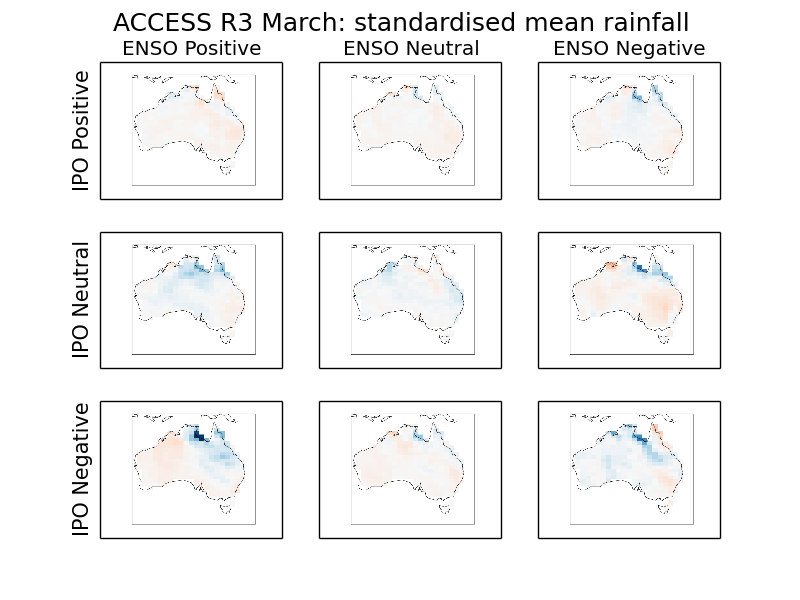 ACCESS R3 March: standardised mean rainfall
ENSO Positive ENSO Neutral ENSO Negative
IPO Positive
IPO Neutral
IPO Negative